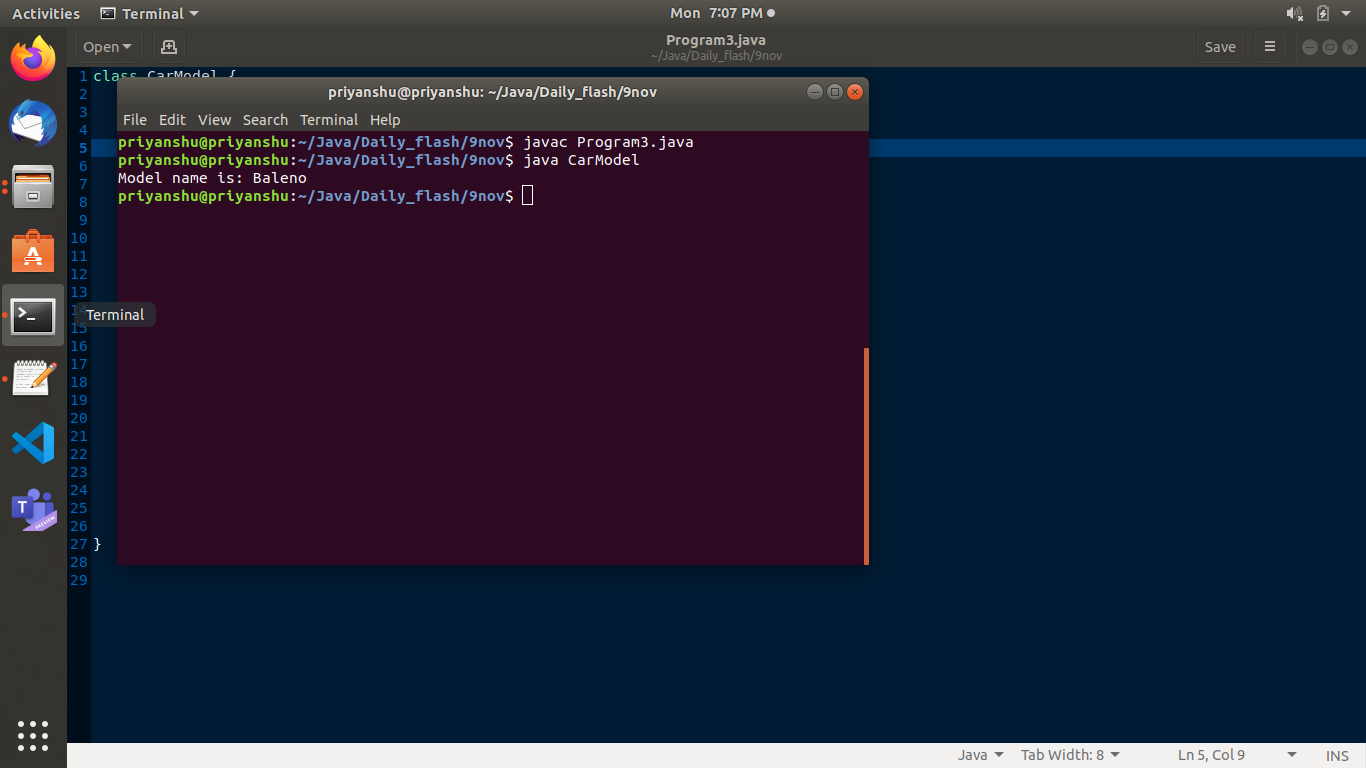 Activities
Terminal
Mon 7:07 PM
Open
Program3.java
~/Java/Daily_flash/9nov
Save
1 class CarModel {
2
3
4
5
6
7
8
9
10
11
12
13
14
15
16
17
18
19
20
21
22
23
24
25
26
27 }
28
29
priyanshu@priyanshu: ~/Java/Daily_flash/9nov
File Edit View Search Terminal Help
priyanshu@priyanshu:~/Java/Daily_flash/9nov$ javac Program3.java
priyanshu@priyanshu:~/Java/Daily_flash/9nov$ java CarModel
Model name is: Baleno
priyanshu@priyanshu:~/Java/Daily_flash/9nov$
Terminal
A
>_
T
PREVIEW
Java Tab Width: 8 Ln 5, Col 9 INS